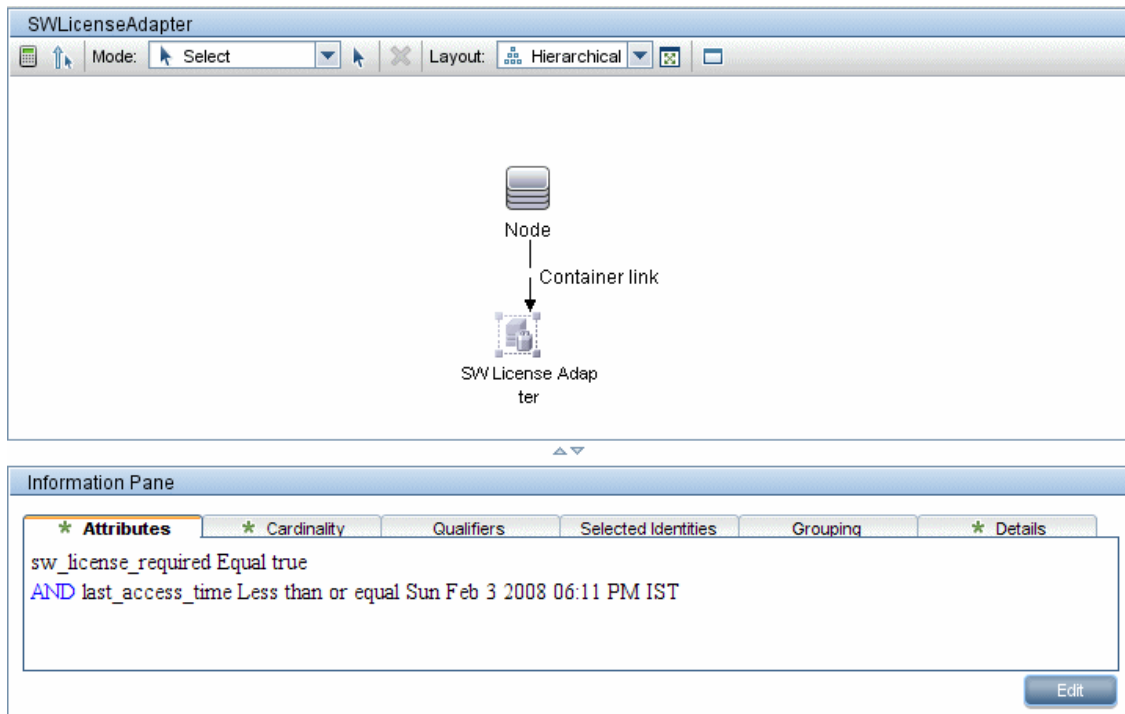 SWLicenseAdapter
Mode: Select Layout: Hierarchical
Node
Container link
SW License Adap
ter
Information Pane
* Attributes * Cardinality Qualifiers Selected Identities Grouping * Details
sw_license_required Equal true
AND last_access_time Less than or equal Sun Feb 3 2008 06:11 PM IST
Edit